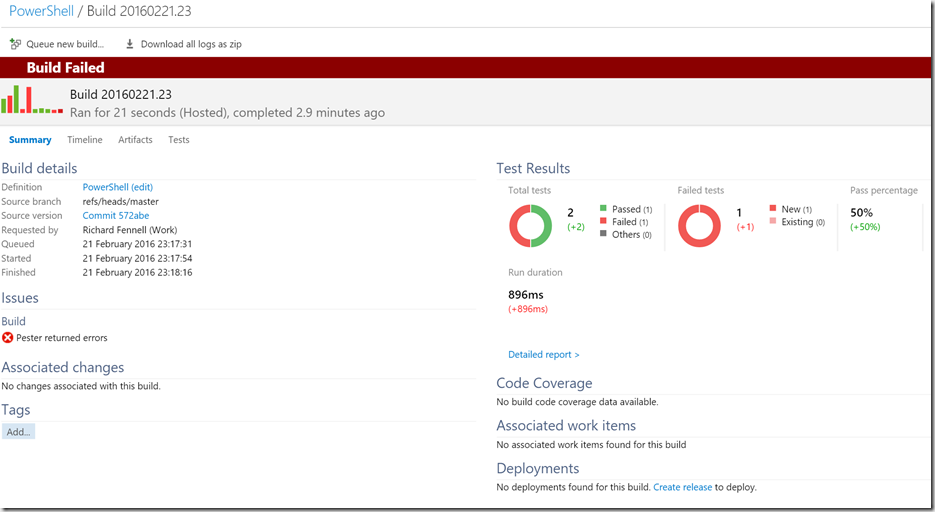 PowerShell / Build 20160221.23
Queue new build... Download all logs as zip
Build Failed
Build 20160221.23
Ran for 21 seconds (Hosted), completed 2.9 minutes ago
Summary Timeline Artifacts Tests
Build details
Definition PowerShell (edit)
Source branch refs/heads/master
Source version Commit 572abe
Requested by Richard Fennell (Work)
Queued 21 February 2016 23:17:31
Started 21 February 2016 23:17:54
Finished 21 February 2016 23:18:16
Issues
Build
Pester returned errors
Associated changes
No changes associated with this build.
Tags
Add...
Test Results
Total tests
2
(+2)
Passed (1)
Failed (1)
Others (0)
Failed tests
1
(+1)
New (1)
Existing (0)
Pass percentage
50%
(+50%)
Run duration
896ms
(+896ms)
Detailed report >
Code Coverage
No build code coverage data available.
Associated work items
No associated work items found for this build
Deployments
No deployments found for this build. Create release to deploy.